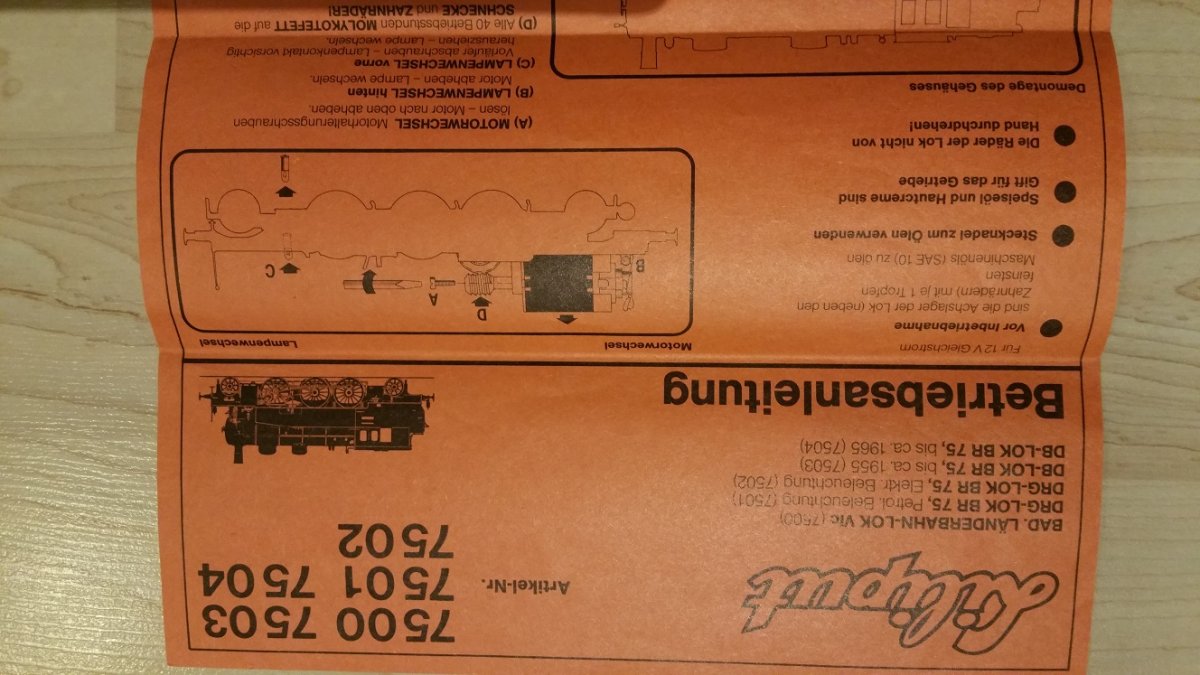 Liliput
Artikel-Nr.
7500 7503
7501 7504
7502
BAD. LÄNDERBAHN-LOK VIc (7500)
DRG-LOK BR 75, Petrol. Beleuchtung (7501)
DRG-LOK BR 75, Elektr. Beleuchtung (7502)
DB-LOK BR 75, bis ca. 1955 (7503)
DB-LOK BR 75, bis ca. 1965 (7504)
Betriebsanleitung
Für 12 V Gleichstrom
● Vor Inbetriebnahme
sind die Achslager der Lok (neben den
Zahnrädern) mit je 1 Tropfen
feinsten
Maschinenöls (SAE 10) zu ölen
● Stecknadel zum Ölen verwenden
● Speiseöl und Hautcreme sind
Gift für das Getriebe
● Die Räder der Lok nicht von
Hand durchdrehen!
Demontage des Gehäuses
Motorwechsel
Lampenwechsel
D
A
B
C
(A) MOTORWECHSEL Motorhalterungsschrauben
lösen – Motor nach oben abheben.
(B) LAMPENWECHSEL hinten
Motor abheben – Lampe wechseln.
(C) LAMPENWECHSEL vorne
Vorläufer abschrauben – Lampenkontakt vorsichtig
herausziehen – Lampe wechseln.
(D) Alle 40 Betriebsstunden MOLYKOTEFETT auf die
SCHNECKE und ZAHNRÄDER!